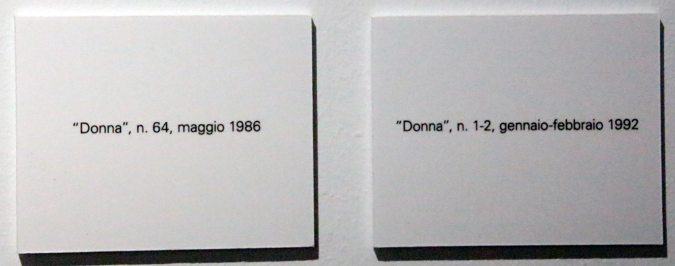 “Donna”, n. 64, maggio 1986
“Donna”, n. 1-2, gennaio-febbraio 1992